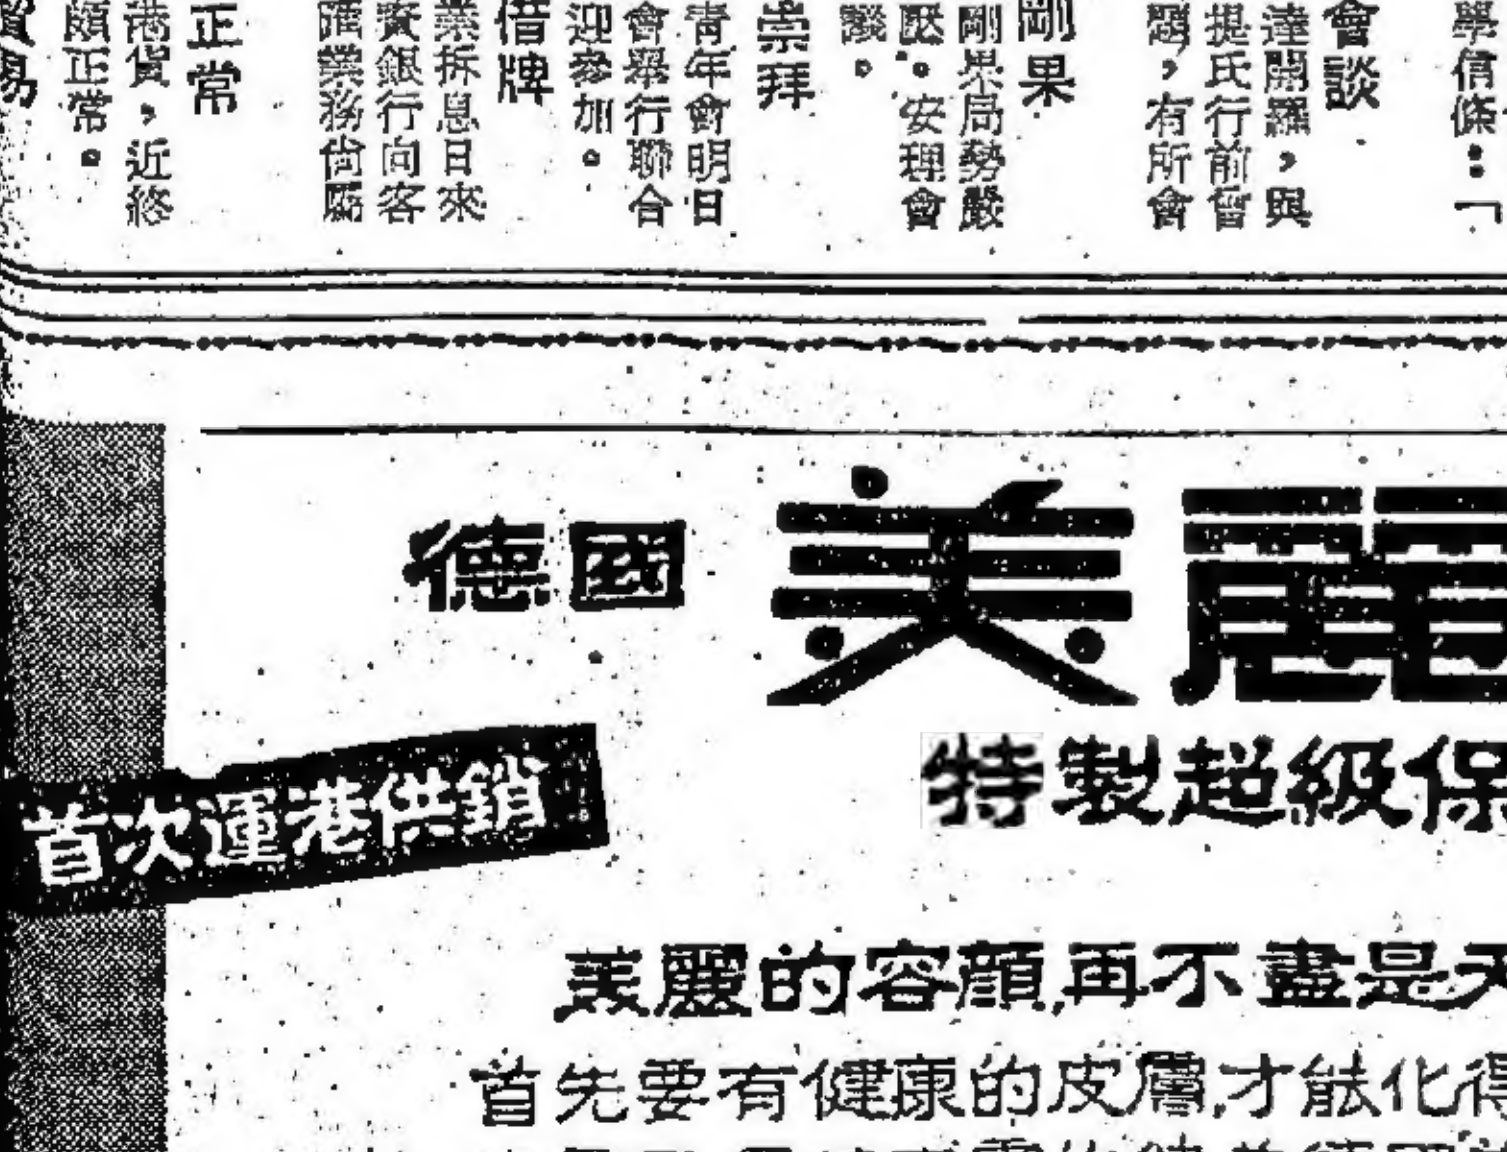 學信條：「
會談
達開羅，與
提氏行前曾
題，有所會
剛果
剛果局勢嚴
。安理會
議。
崇拜
青年會明日
會舉行聯合
迎參加。
借牌
業拆息日來
資銀行向客
匯業務尙屬
正常
港貨，近終
頗正常。
貿易
德國 美麗
特製超級保
首次運港供銷
美麗的容顏，再不盡是天
首先要有健康的皮膚，才能化得